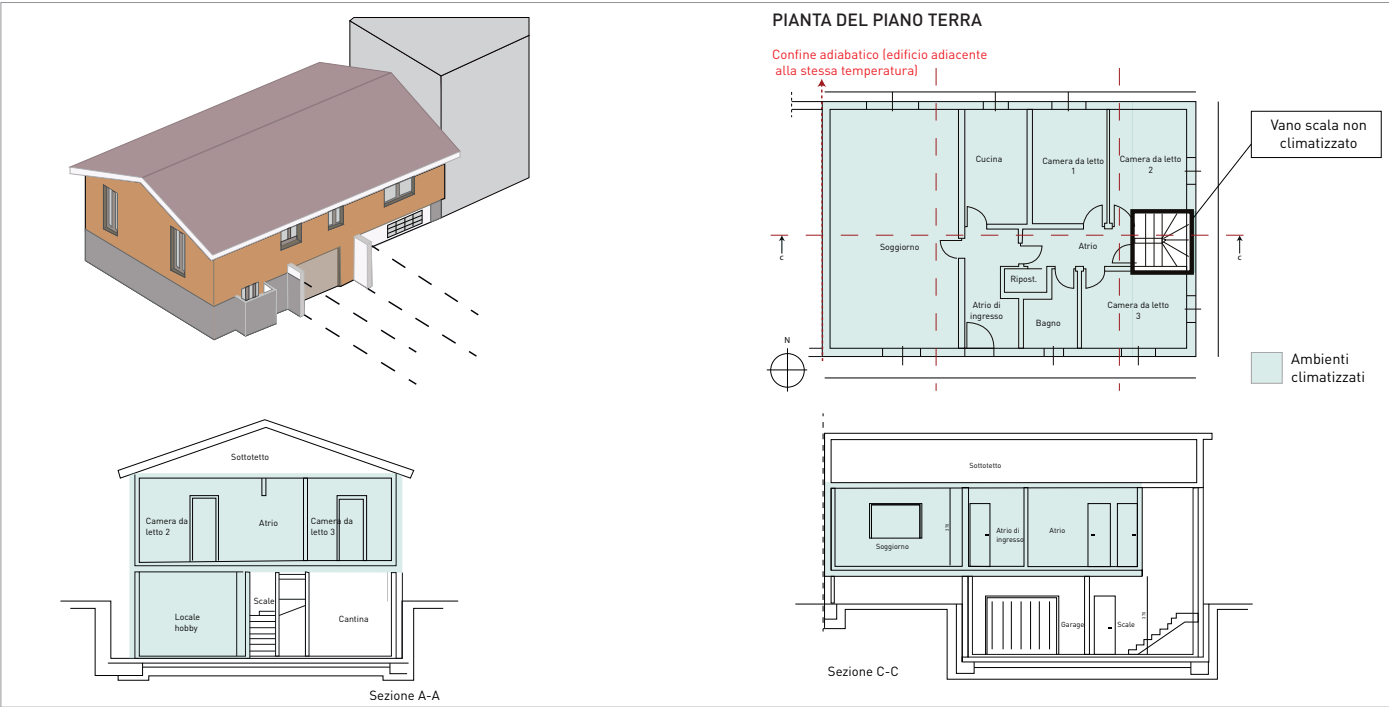 PIANTA DEL PIANO TERRA
Confine adiabatico (edificio adiacente
alla stessa temperatura)
Vano scala non
climatizzato
Cucina
Camera da letto
1
Camera da letto
2
Soggiorno
Atrio
Ripost.
Atrio di
ingresso
Bagno
Camera da letto
3
c
c
N
Ambienti
climatizzati
Sottotetto
Camera da
letto 2
Atrio
Camera da
letto 3
Locale
hobby
Scale
Cantina
Sezione A-A
Sottotetto
Soggiorno
Atrio di
ingresso
Atrio
Garage
Scale
Sezione C-C